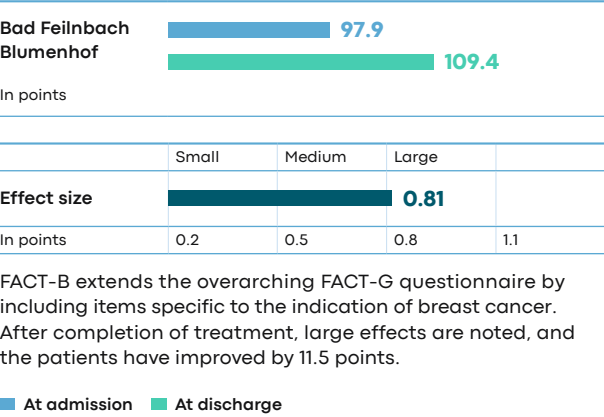 Bad Feilnbach 97.9
Blumenhof
109.4
In points
Small Medium Large
Effect size 0.81
In points 0.2 0.5 0.8 1.1
FACT-B extends the overarching FACT-G questionnaire by
including items specific to the indication of breast cancer.
After completion of treatment, large effects are noted, and
the patients have improved by 11.5 points.
At admission At discharge